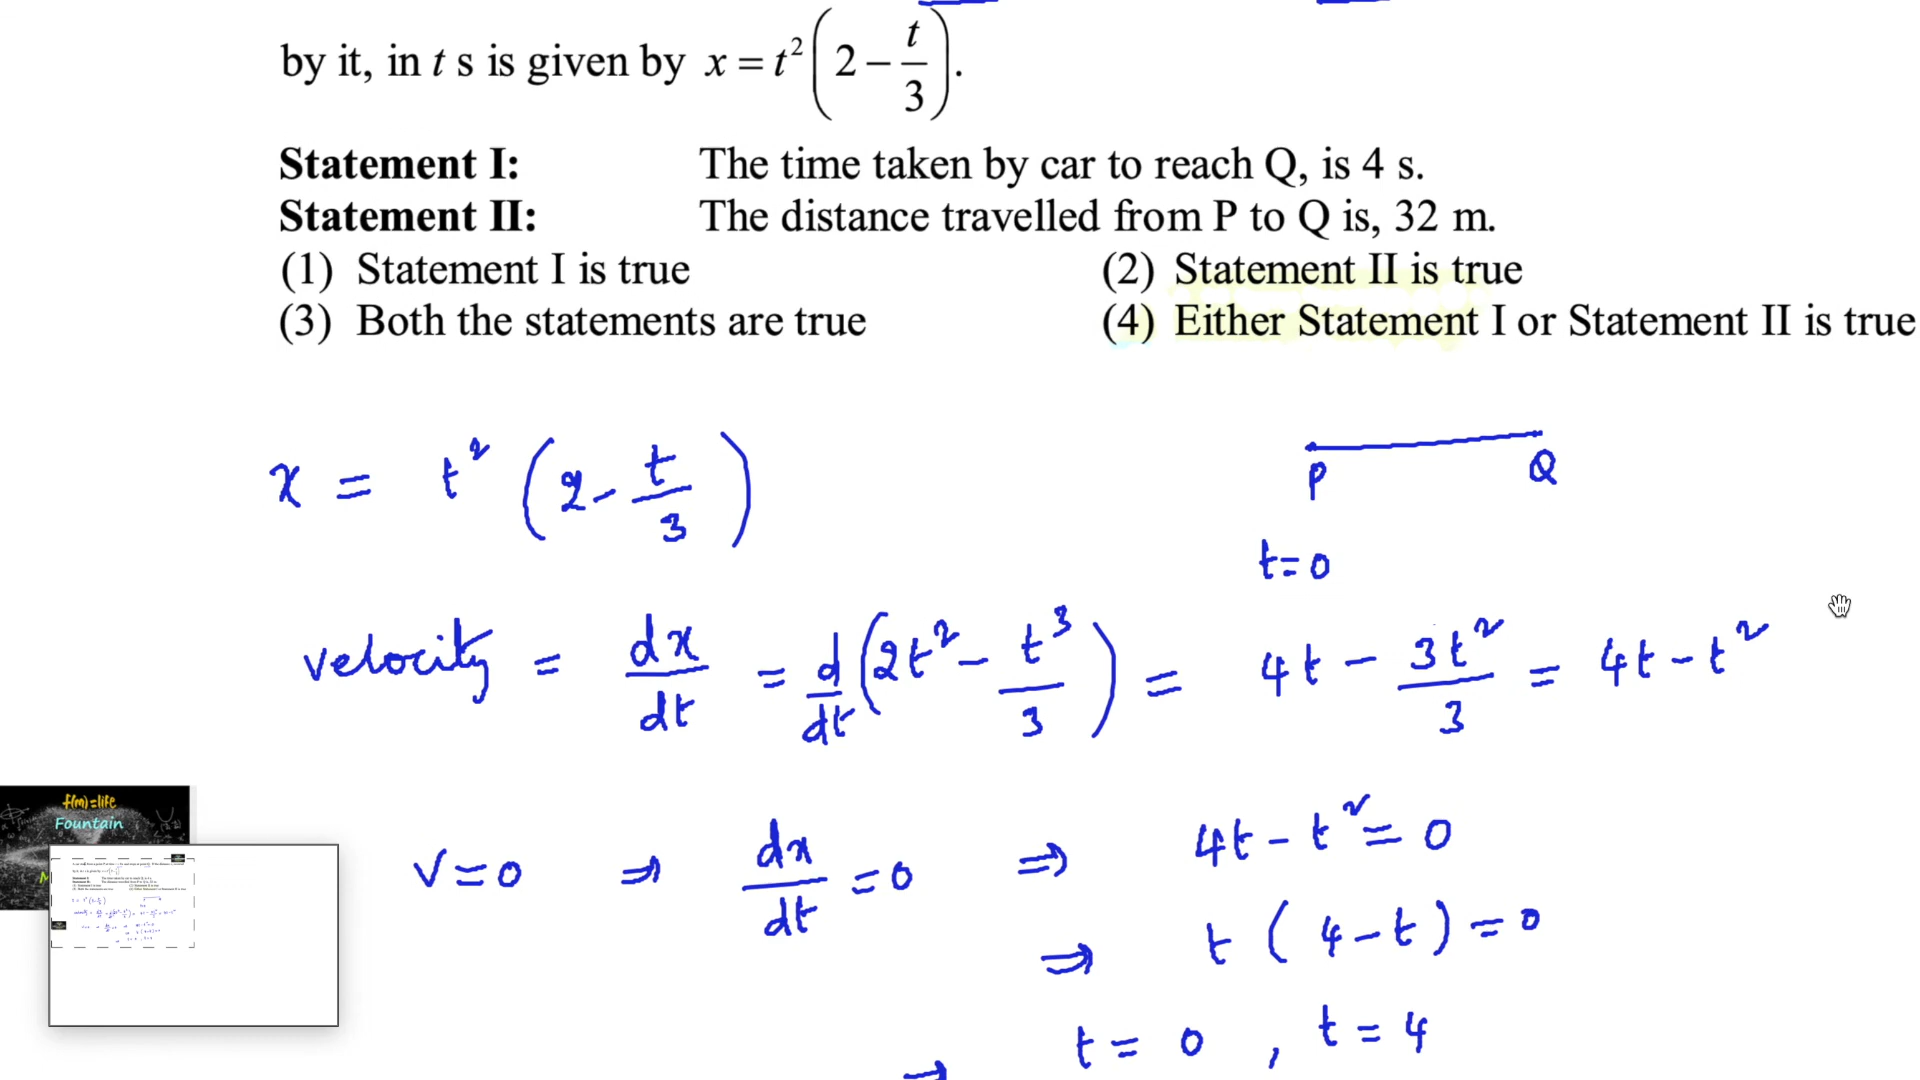 by it, in t s is given by x = t²(2 − t/3).
Statement I: The time taken by car to reach Q, is 4 s.
Statement II: The distance travelled from P to Q is, 32 m.
(1) Statement I is true (2) Statement II is true
(3) Both the statements are true (4) Either Statement I or Statement II is true
x = t² (2 - t/3)
P Q
t = 0
velocity = dx/dt = d/dt (2t² - t³/3) = 4t - 3t²/3 = 4t - t²
v = 0 ⇒ dx/dt = 0 ⇒ 4t - t² = 0
⇒ t (4 - t) = 0
⇒ t = 0 , t = 4
f(m)=life
Fountain